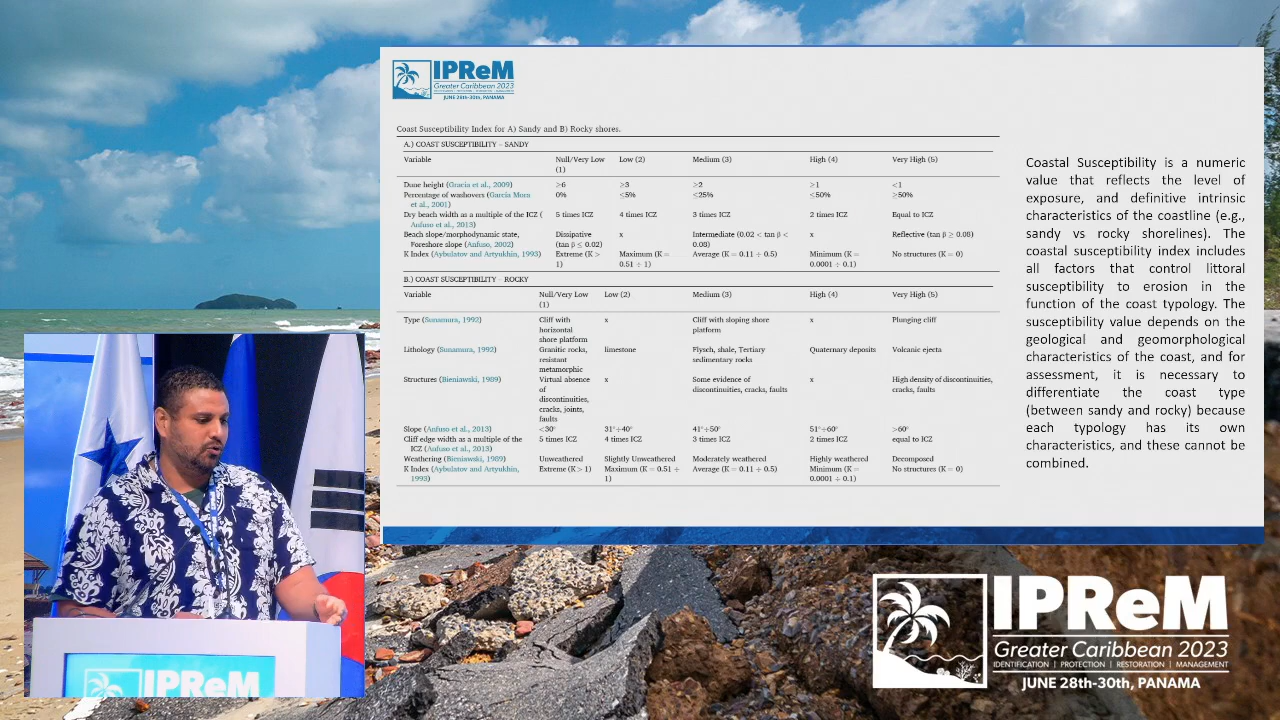 IPReM
Greater Caribbean 2023
IDENTIFICATION | PROTECTION | RESTORATION | MANAGEMENT
JUNE 28th-30th, PANAMA
Coast Susceptibility Index for A) Sandy and B) Rocky shores.
A.) COAST SUSCEPTIBILITY – SANDY
Variable Null/Very Low Low (2) Medium (3) High (4) Very High (5)
(1)
Dune height (Gracia et al., 2009) ≥6 ≥3 ≥2 ≥1 <1
Percentage of washovers (García Mora 0% ≤5% ≤25% ≤50% ≥50%
et al., 2001)
Dry beach width as a multiple of the ICZ ( 5 times ICZ 4 times ICZ 3 times ICZ 2 times ICZ Equal to ICZ
Anfuso et al., 2013)
Beach slope/morphodynamic state, Dissipative x Intermediate (0.02 < tan β < x Reflective (tan β ≥ 0.08)
Foreshore slope (Anfuso, 2002) (tan β ≤ 0.02) 0.08)
K Index (Aybulatov and Artyukhin, 1993) Extreme (K > Maximum (K = Average (K = 0.11 ÷ 0.5) Minimum (K = No structures (K = 0)
1) 0.51 ÷ 1) 0.0001 ÷ 0.1)
B.) COAST SUSCEPTIBILITY – ROCKY
Variable Null/Very Low Low (2) Medium (3) High (4) Very High (5)
(1)
Type (Sunamura, 1992) Cliff with x Cliff with sloping shore x Plunging cliff
horizontal platform
shore platform
Lithology (Sunamura, 1992) Granitic rocks, limestone Flysch, shale, Tertiary Quaternary deposits Volcanic ejecta
resistant sedimentary rocks
metamorphic
Structures (Bieniawski, 1989) Virtual absence x Some evidence of x High density of discontinuities,
of discontinuities, cracks, faults cracks, faults
discontinuities,
cracks, joints,
faults
Slope (Anfuso et al., 2013) <30° 31°÷40° 41°÷50° 51°÷60° >60°
Cliff edge width as a multiple of the 5 times ICZ 4 times ICZ 3 times ICZ 2 times ICZ equal to ICZ
ICZ (Anfuso et al., 2013)
Weathering (Bieniawski, 1989) Unweathered Slightly Unweathered Moderately weathered Highly weathered Decomposed
K Index (Aybulatov and Artyukhin, Extreme (K > 1) Maximum (K = 0.51 ÷ Average (K = 0.11 ÷ 0.5) Minimum (K = No structures (K = 0)
1993) 1) 0.0001 ÷ 0.1)
Coastal Susceptibility is a numeric
value that reflects the level of
exposure, and definitive intrinsic
characteristics of the coastline (e.g.,
sandy vs rocky shorelines). The
coastal susceptibility index includes
all factors that control littoral
susceptibility to erosion in the
function of the coast typology. The
susceptibility value depends on the
geological and geomorphological
characteristics of the coast, and for
assessment, it is necessary to
differentiate the coast type
(between sandy and rocky) because
each typology has its own
characteristics, and they cannot be
combined.
IPReM
IPReM
Greater Caribbean 2023
IDENTIFICATION | PROTECTION | RESTORATION | MANAGEMENT
JUNE 28th-30th, PANAMA